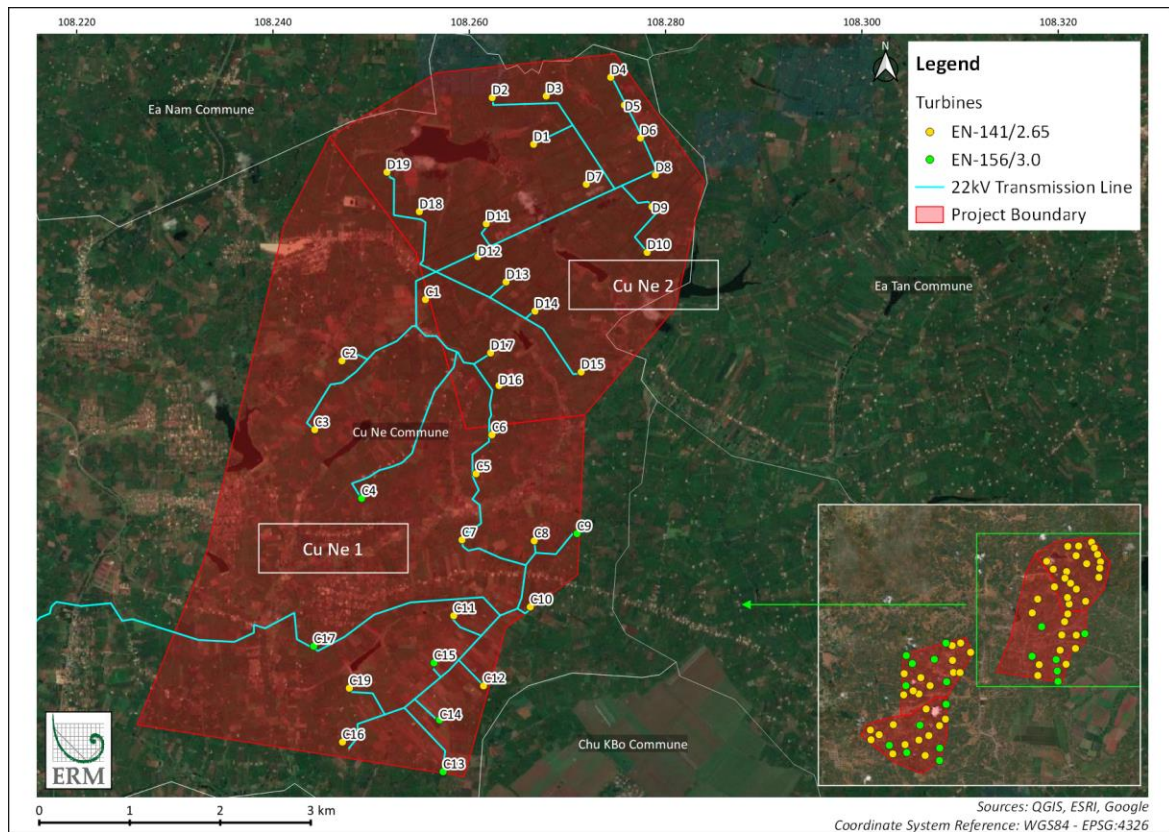 108.220
108.240
108.260
108.280
108.300
108.320
N
Legend
Turbines
EN-141/2.65
EN-156/3.0
22kV Transmission Line
Project Boundary
Ea Nam Commune
D4
D2
D3
D5
D1
D6
D19
D7
D8
D18
D9
D11
D12
D10
D13
Cu Ne 2
Ea Tan Commune
C1
D14
C2
D17
D15
D16
C3
Cu Ne Commune
C6
C5
C4
C7
C8
C9
Cu Ne 1
C11
C10
C17
C15
C19
C12
C14
C16
Chu KBo Commune
C13
ERM
0 1 2 3 km
Sources: QGIS, ESRI, Google
Coordinate System Reference: WGS84 - EPSG:4326